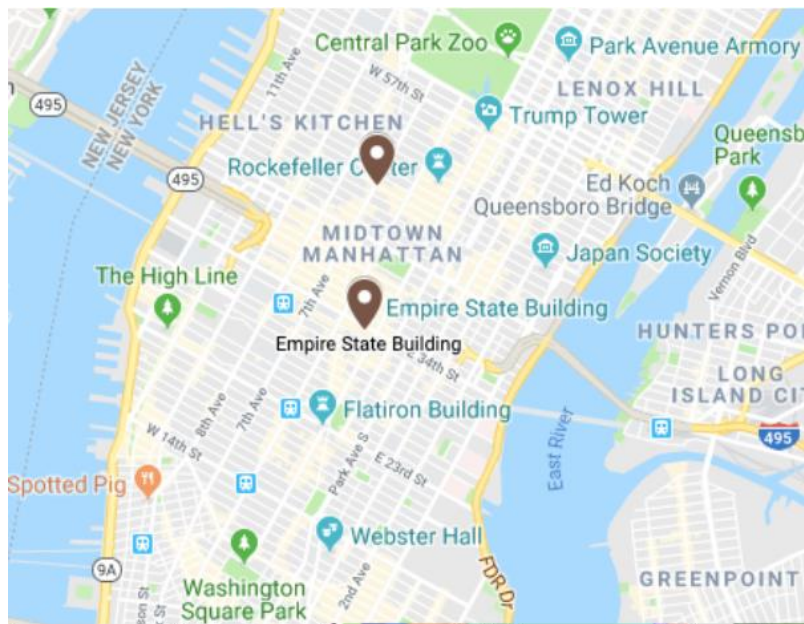 Central Park Zoo
Park Avenue Armory
11th Ave
W 57th St
LENOX HILL
495
NEW JERSEY
NEW YORK
HELL'S KITCHEN
Trump Tower
Queensb
Park
Rockefeller
495
Ed Koch
Queensboro Bridge
MIDTOWN
MANHATTAN
Japan Society
Vernon Blvd
The High Line
7th Ave
Empire State Building
Empire State Building
HUNTERS POI
E 34th St
LONG
ISLAND CIT
8th Ave
7th Ave
Flatiron Building
495
W 14th St
Park Ave S
E 23rd St
East River
Spotted Pig
Webster Hall
9A
FDR Dr
GREENPOINT
Washington
Square Park
2nd Ave